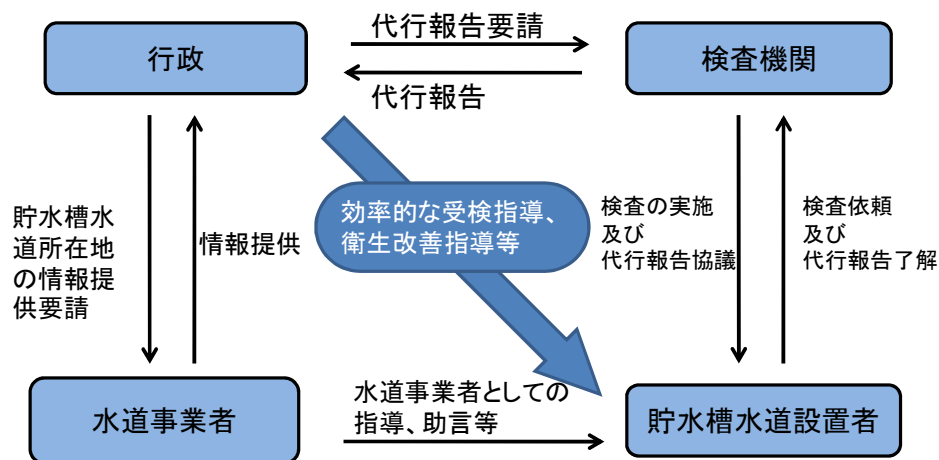 代行報告要請
行政
検査機関
代行報告
貯水槽水
道所在地
の情報提
供要請
情報提供
効率的な受検指導、
衛生改善指導等
検査の実施
及び
代行報告協議
検査依頼
及び
代行報告了解
水道事業者
水道事業者としての
指導、助言等
貯水槽水道設置者